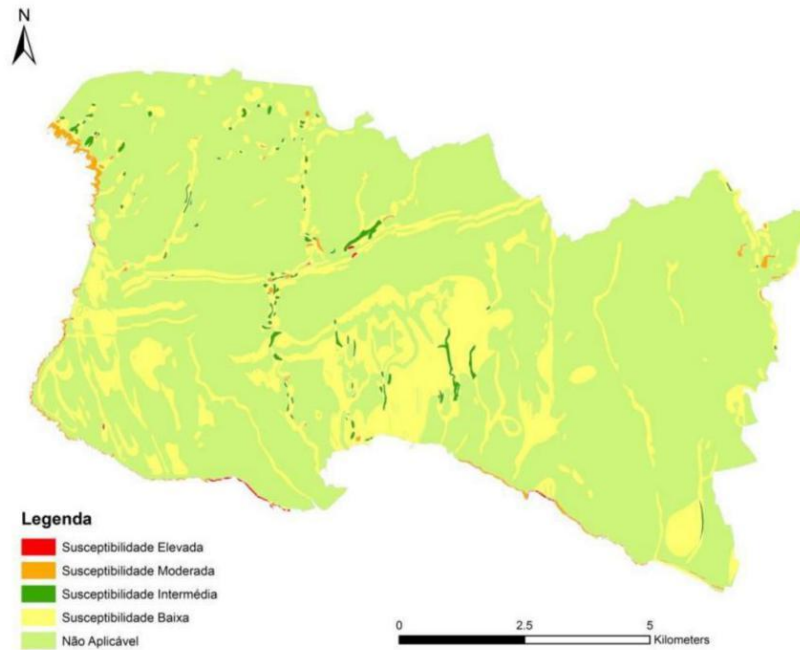 N
Legenda
Susceptibilidade Elevada
Susceptibilidade Moderada
Susceptibilidade Intermédia
Susceptibilidade Baixa
Não Aplicável
0 2.5 5
Kilometers